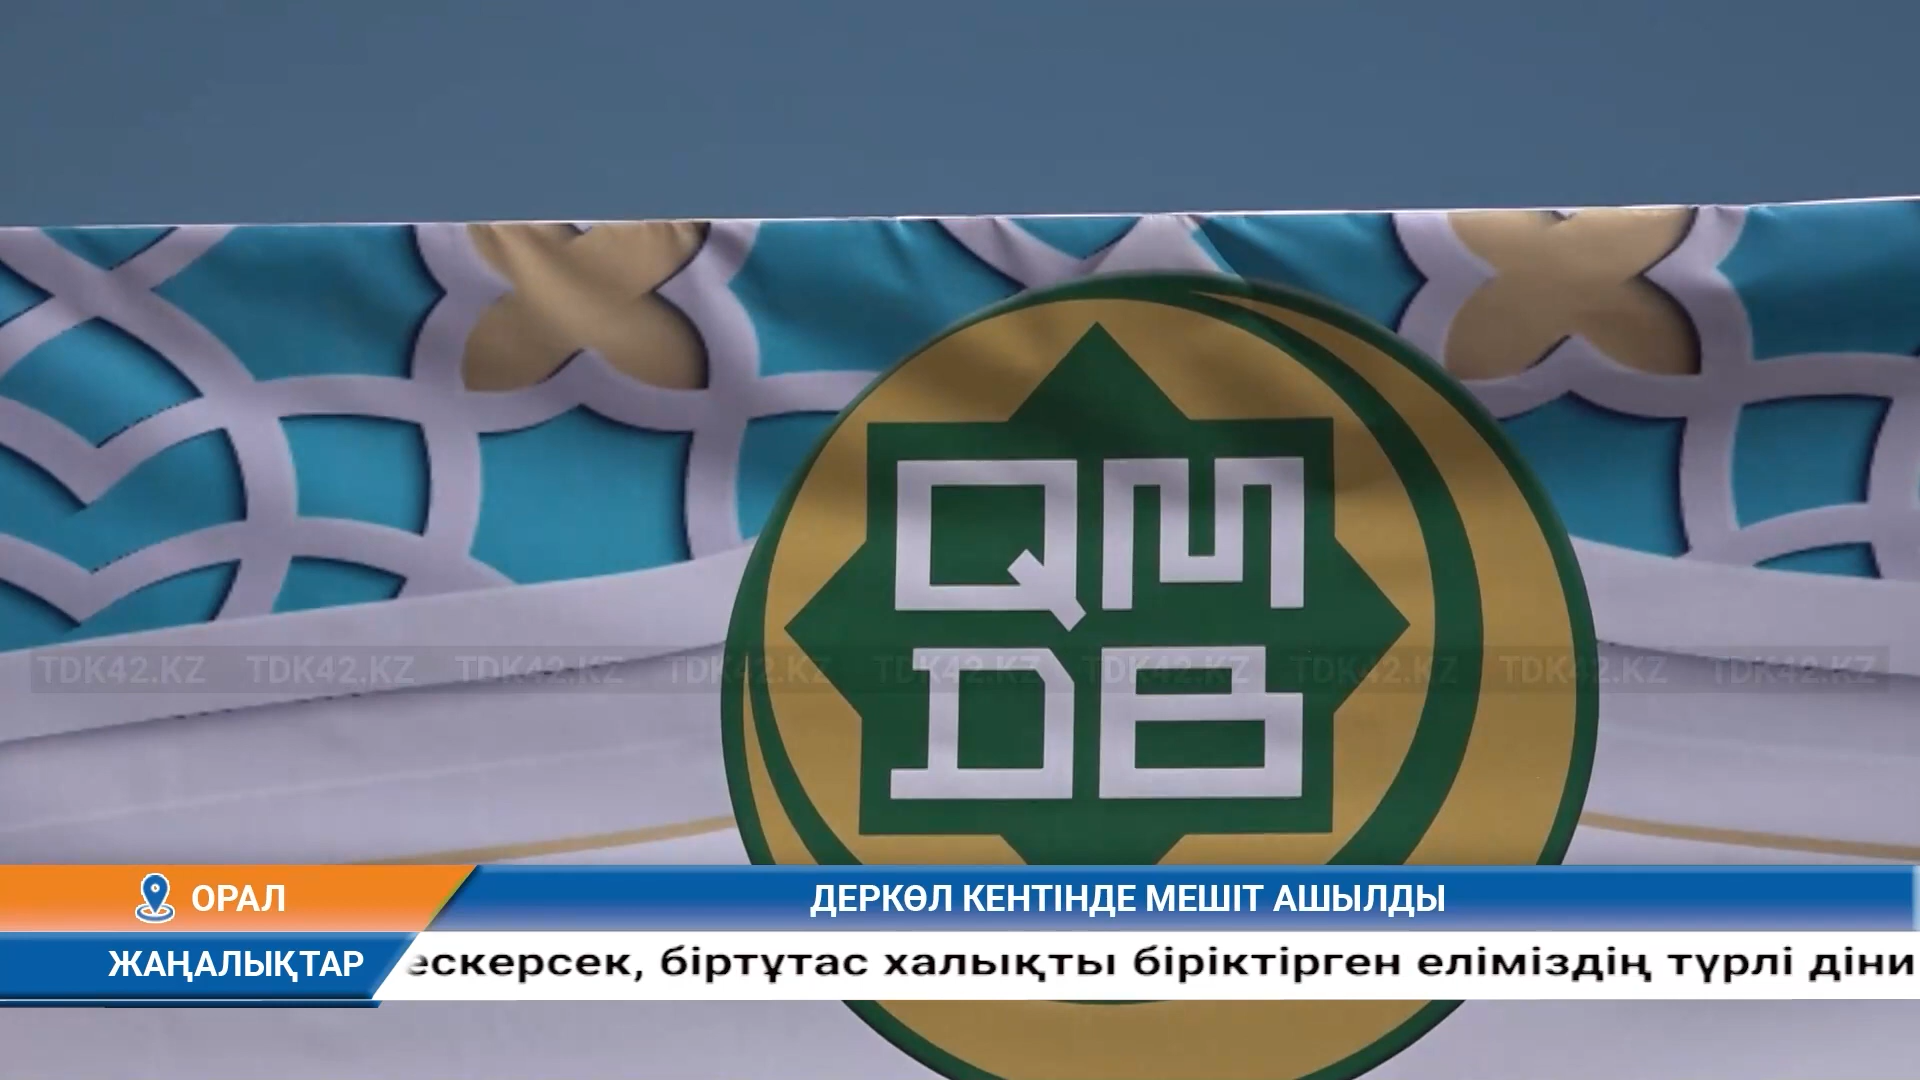 QM
DB
TDK42.KZ TDK42.KZ TDK42.KZ TDK42.KZ TDK42.KZ TDK42.KZ TDK42.KZ TDK42.KZ TDK42.KZ
ОРАЛ
ДЕРКӨЛ КЕНТІНДЕ МЕШІТ АШЫЛДЫ
ЖАҢАЛЫҚТАР
ескерсек, біртұтас халықты біріктірген еліміздің түрлі діни